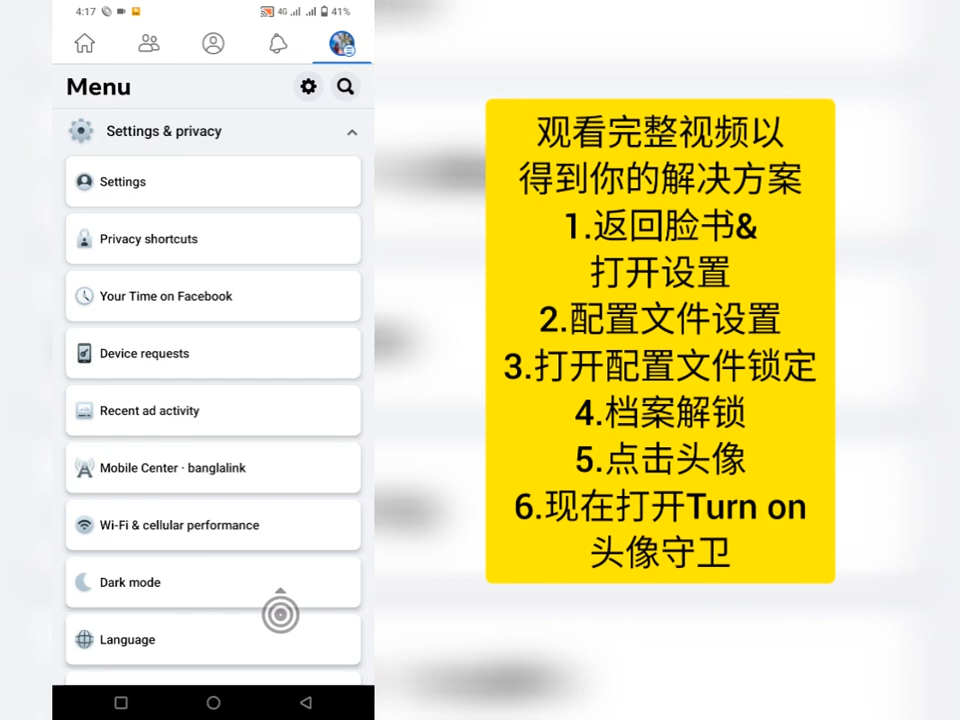 4:17
4G
41%
Menu
Settings & privacy
Settings
Privacy shortcuts
Your Time on Facebook
Device requests
Recent ad activity
Mobile Center · banglalink
Wi-Fi & cellular performance
Dark mode
Language
观看完整视频以
得到你的解决方案
1.返回脸书&
打开设置
2.配置文件设置
3.打开配置文件锁定
4.档案解锁
5.点击头像
6.现在打开Turn on
头像守卫